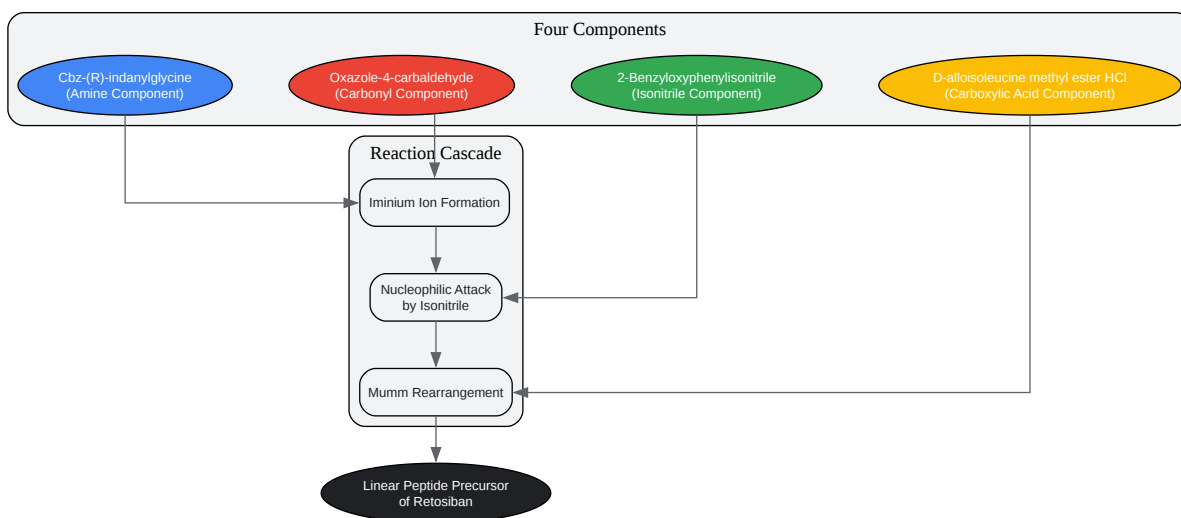 Four Components
Cbz-(R)-indanylglycine
(Amine Component)
Oxazole-4-carbaldehyde
(Carbonyl Component)
2-Benzyloxyphenylisonitrile
(Isonitrile Component)
D-alloisoleucine methyl ester HCl
(Carboxylic Acid Component)
Reaction Cascade
Iminium Ion Formation
Nucleophilic Attack
by Isonitrile
Mumm Rearrangement
Linear Peptide Precursor
of Retosiban